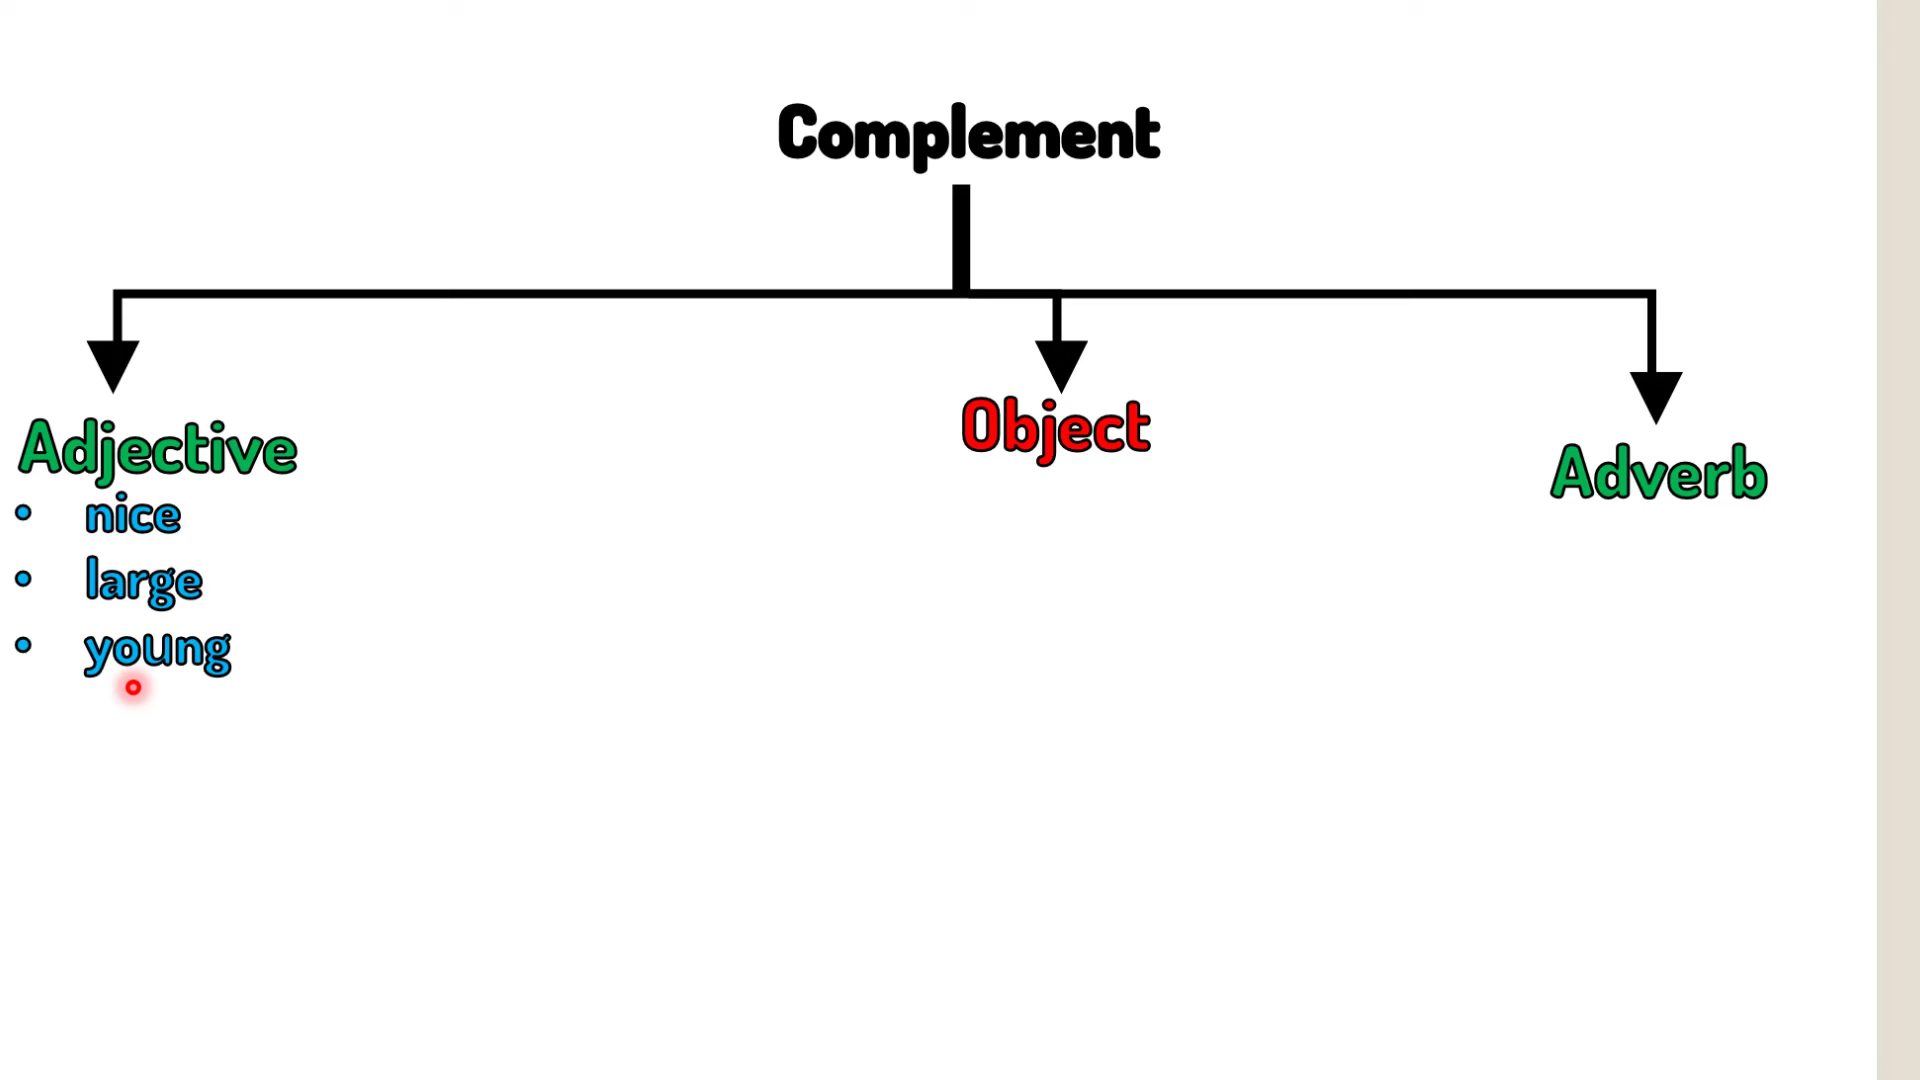 Complement
Adjective
• nice
• large
• young
Object
Adverb